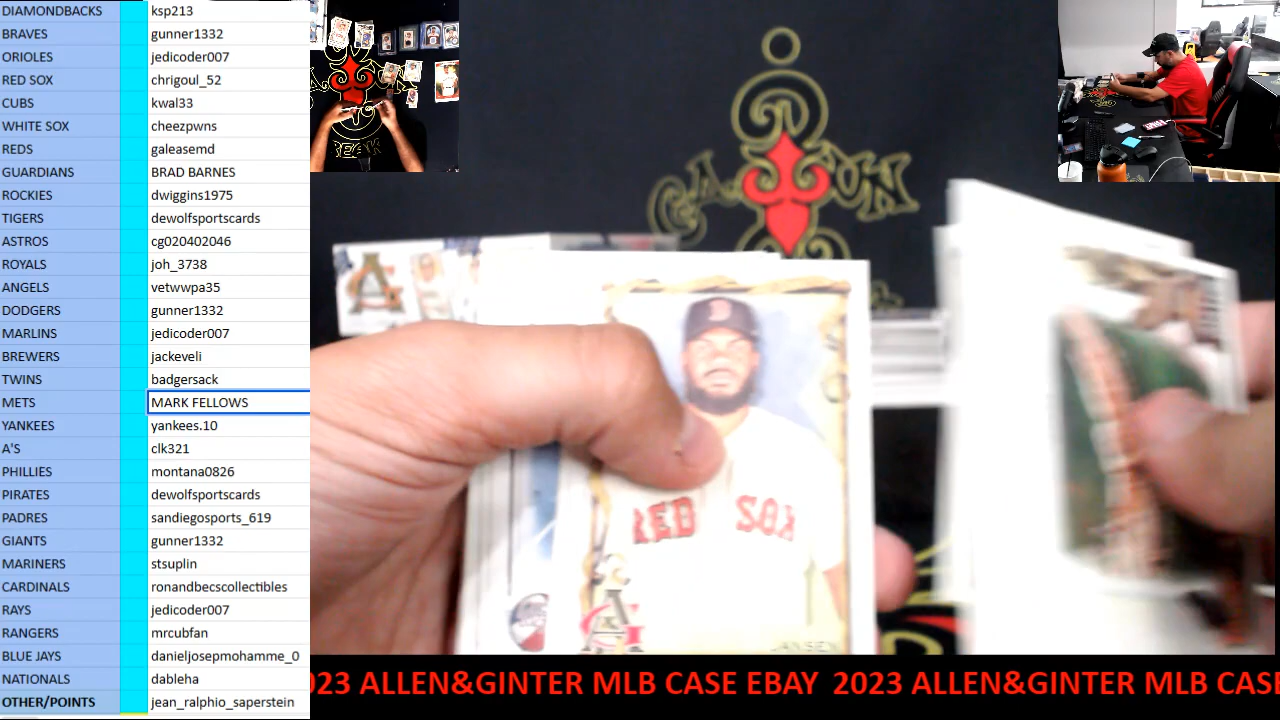 DIAMONDBACKS ksp213
BRAVES gunner1332
ORIOLES jedicoder007
RED SOX chrigoul_52
CUBS kwal33
WHITE SOX cheezpwns
REDS galeasemd
GUARDIANS BRAD BARNES
ROCKIES dwiggins1975
TIGERS dewolfsportscards
ASTROS cg020402046
ROYALS joh_3738
ANGELS vetwwpa35
DODGERS gunner1332
MARLINS jedicoder007
BREWERS jackeveli
TWINS badgersack
METS MARK FELLOWS
YANKEES yankees.10
A'S clk321
PHILLIES montana0826
PIRATES dewolfsportscards
PADRES sandiegosports_619
GIANTS gunner1332
MARINERS stsuplin
CARDINALS ronandbecscollectibles
RAYS jedicoder007
RANGERS mrcubfan
BLUE JAYS danieljosepmohamme_0
NATIONALS dableha
OTHER/POINTS jean_ralphio_saperstein
RED SOX
JANSEN
023 ALLEN&GINTER MLB CASE EBAY 2023 ALLEN&GINTER MLB CASE